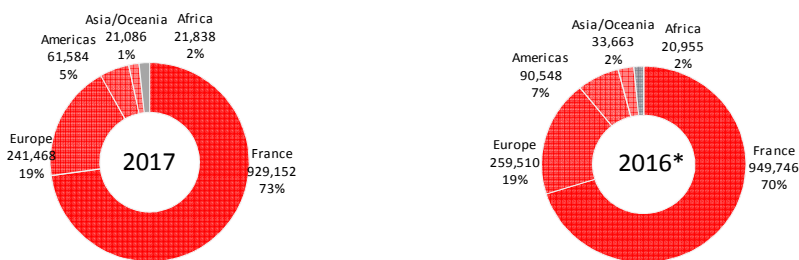 Asia/Oceania
21,086
1%
Africa
21,838
2%
Americas
61,584
5%
Europe
241,468
19%
2017
France
929,152
73%
Asia/Oceania
33,663
2%
Africa
20,955
2%
Americas
90,548
7%
Europe
259,510
19%
2016*
France
949,746
70%